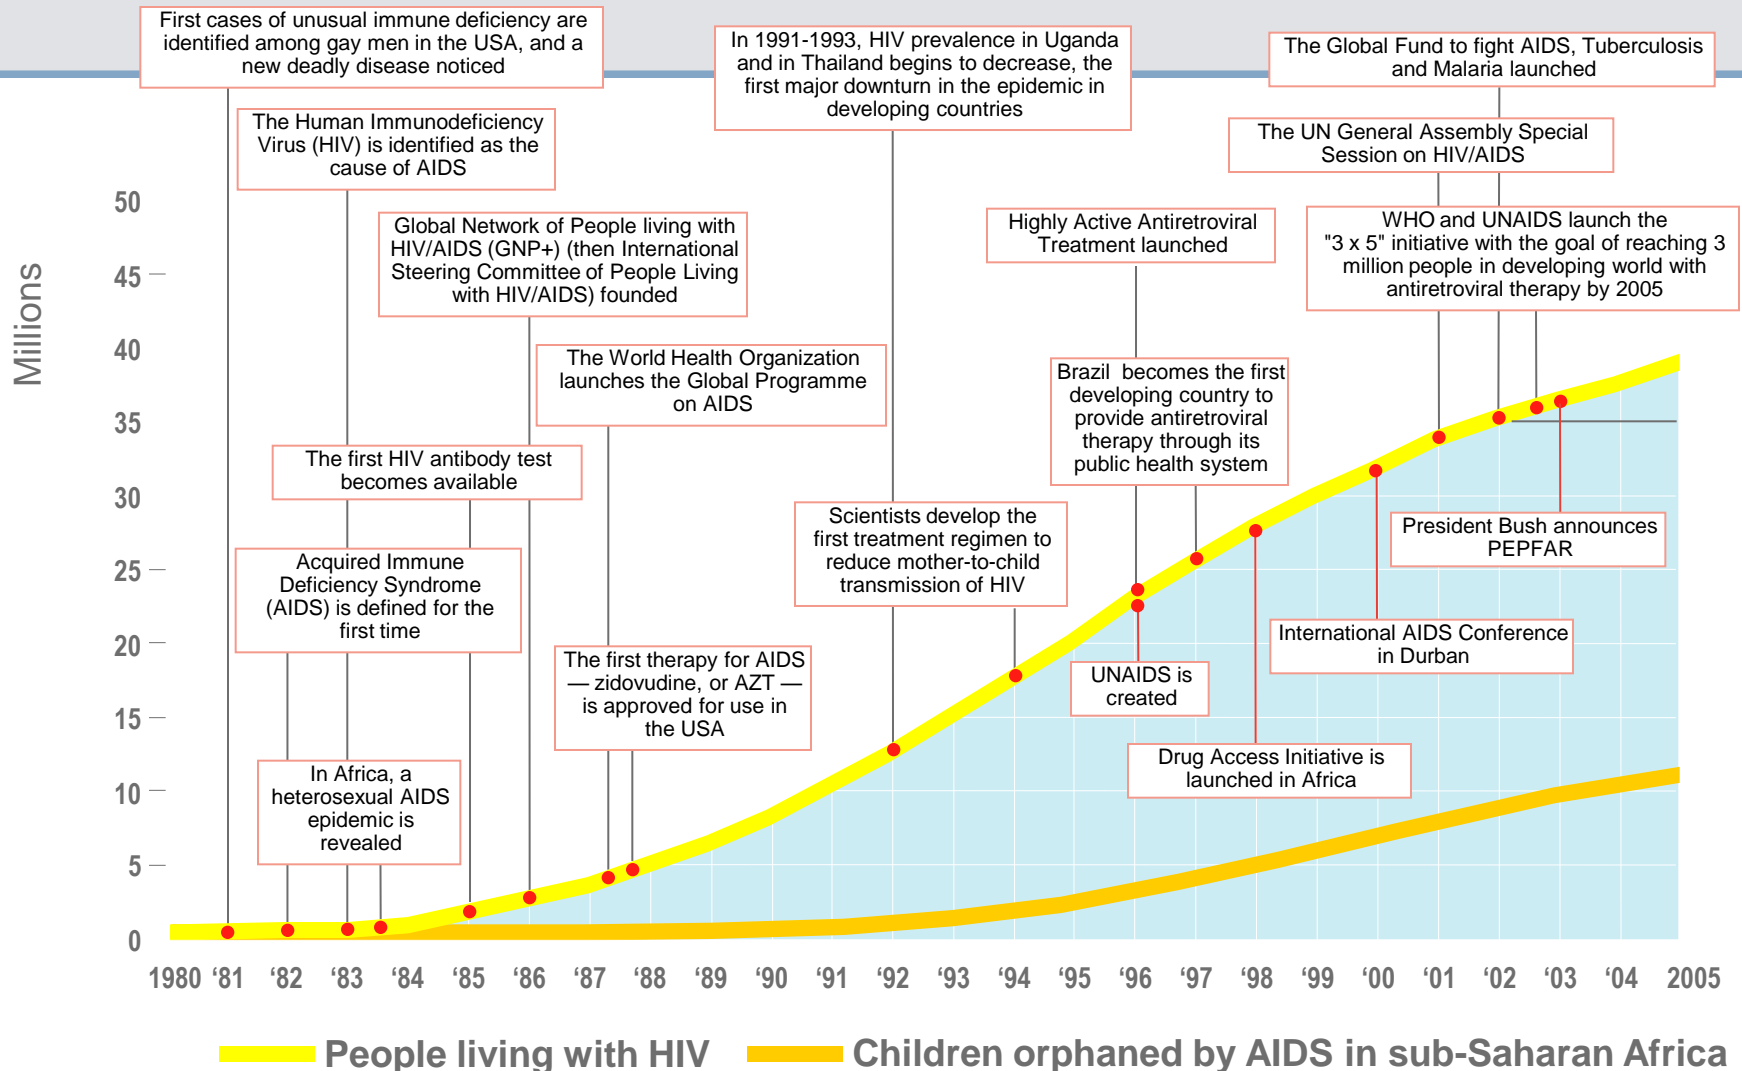 First cases of unusual immune deficiency are
identified among gay men in the USA, and a
new deadly disease noticed
In 1991-1993, HIV prevalence in Uganda
and in Thailand begins to decrease, the
first major downturn in the epidemic in
developing countries
The Global Fund to fight AIDS, Tuberculosis
and Malaria launched
The Human Immunodeficiency
Virus (HIV) is identified as the
cause of AIDS
The UN General Assembly Special
Session on HIV/AIDS
Global Network of People living with
HIV/AIDS (GNP+) (then International
Steering Committee of People Living
with HIV/AIDS) founded
Highly Active Antiretroviral
Treatment launched
WHO and UNAIDS launch the
"3 x 5" initiative with the goal of reaching 3
million people in developing world with
antiretroviral therapy by 2005
The World Health Organization
launches the Global Programme
on AIDS
Brazil becomes the first
developing country to
provide antiretroviral
therapy through its
public health system
The first HIV antibody test
becomes available
Scientists develop the
first treatment regimen to
reduce mother-to-child
transmission of HIV
President Bush announces
PEPFAR
Acquired Immune
Deficiency Syndrome
(AIDS) is defined for the
first time
International AIDS Conference
in Durban
The first therapy for AIDS
— zidovudine, or AZT —
is approved for use in
the USA
UNAIDS is
created
Drug Access Initiative is
launched in Africa
In Africa, a
heterosexual AIDS
epidemic is
revealed
Millions
50
45
40
35
30
25
20
15
10
5
0
1980 ‘81 ‘82 ‘83 ‘84 ‘85 ‘86 ‘87 ‘88 ‘89 ‘90 ‘91 ‘92 ‘93 ‘94 ‘95 ‘96 ‘97 ‘98 ‘99 ‘00 ‘01 ‘02 ‘03 ‘04 2005
People living with HIV
Children orphaned by AIDS in sub-Saharan Africa